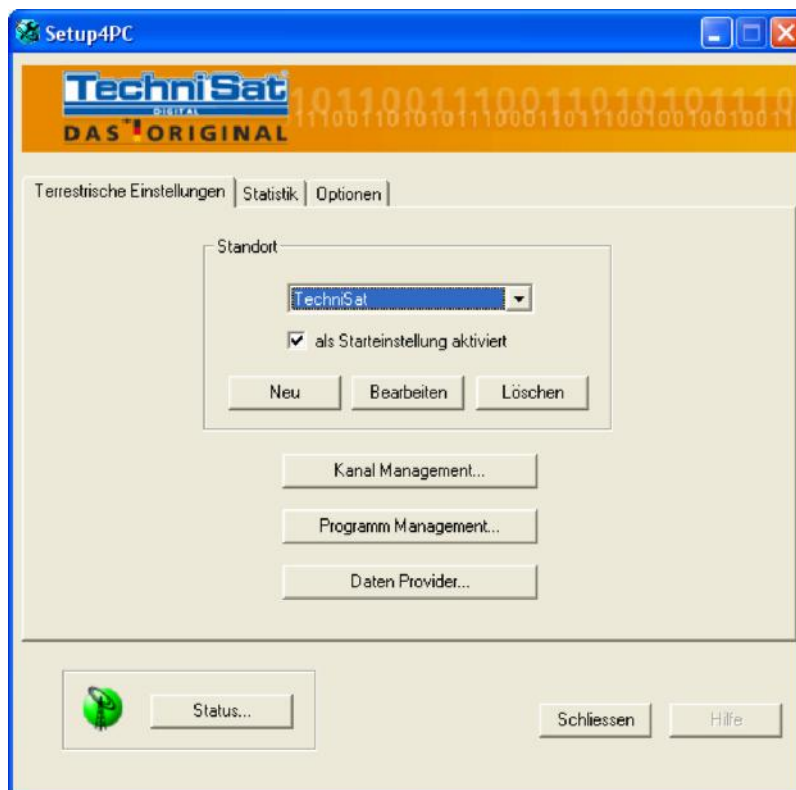 Setup4PC
TechniSat
DIGITAL
DAS ORIGINAL
Terrestrische Einstellungen
Statistik
Optionen
Standort
TechniSat
als Starteinstellung aktiviert
Neu
Bearbeiten
Löschen
Kanal Management...
Programm Management...
Daten Provider...
Status...
Schliessen
Hilfe